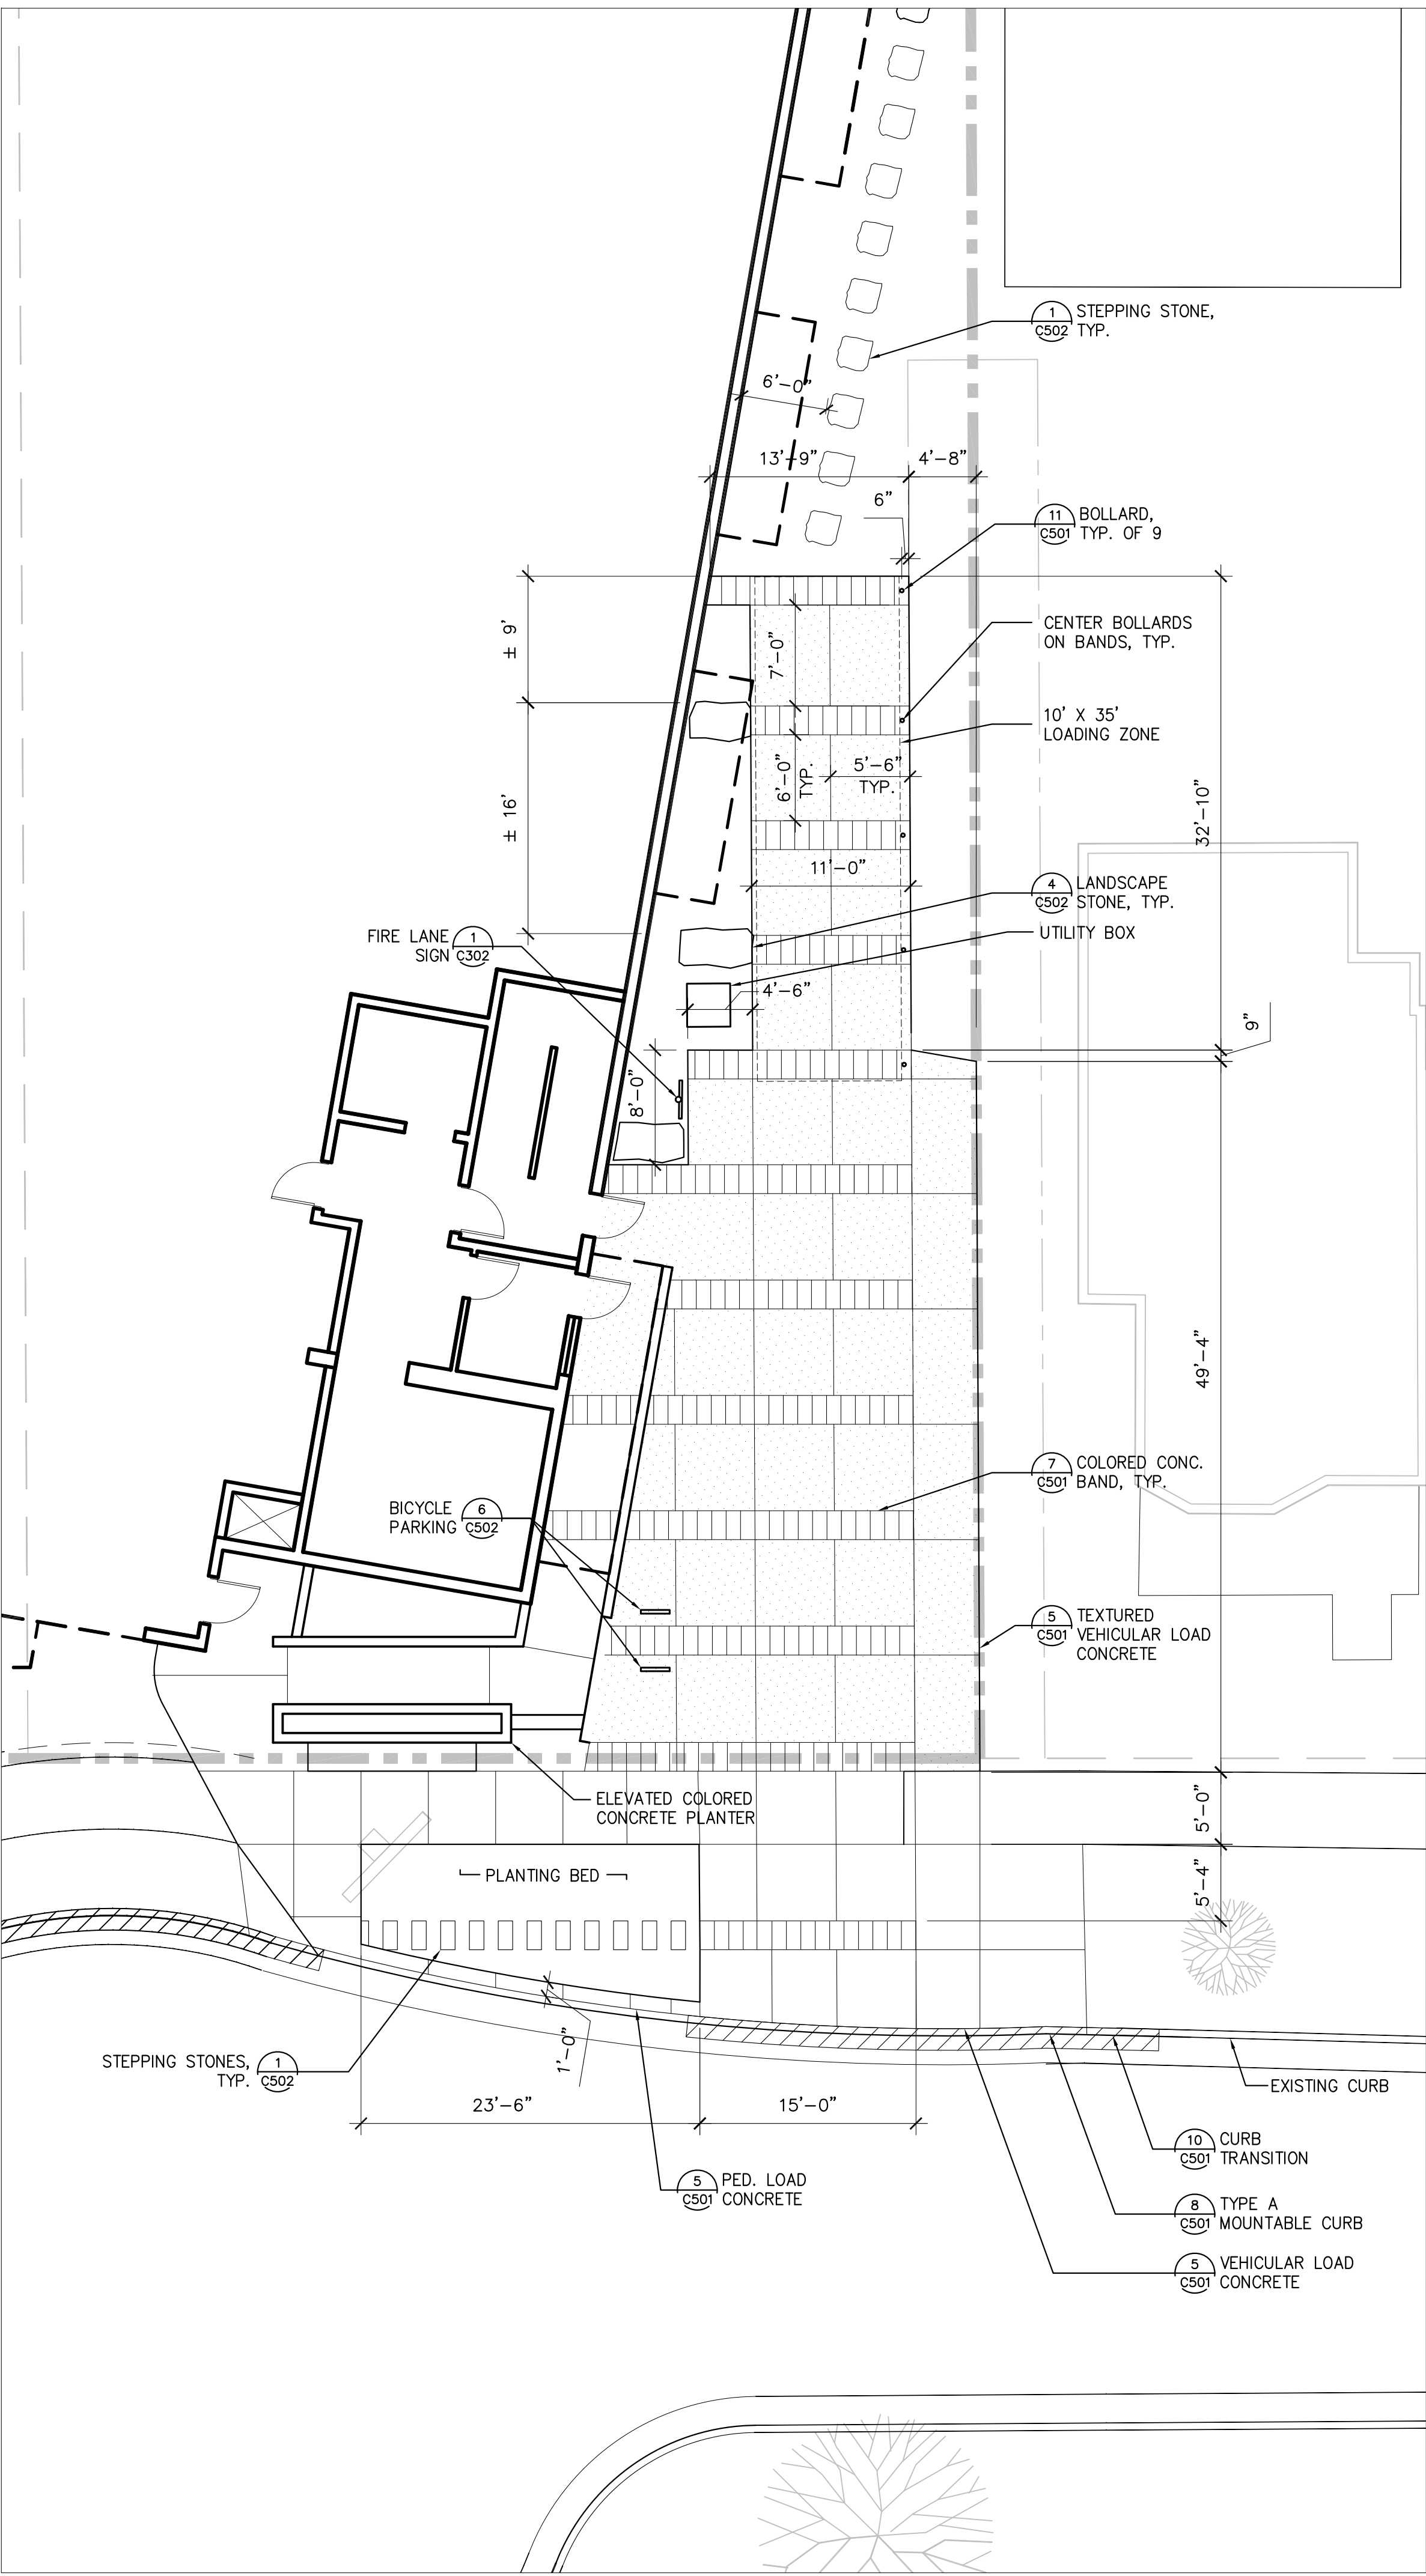 1
C502
STEPPING STONE,
TYP.
6'-0"
13'-9"
4'-8"
6"
11
C501
BOLLARD,
TYP. OF 9
± 9'
7'-0"
CENTER BOLLARDS
ON BANDS, TYP.
10' X 35'
LOADING ZONE
6'-0"
TYP.
5'-6"
TYP.
± 16'
32'-10"
11'-0"
4
C502
LANDSCAPE
STONE, TYP.
UTILITY BOX
FIRE LANE
SIGN
1
C302
4'-6"
9"
8'-0"
49'-4"
7
C501
COLORED CONC.
BAND, TYP.
BICYCLE
PARKING
6
C502
5
C501
TEXTURED
VEHICULAR LOAD
CONCRETE
ELEVATED COLORED
CONCRETE PLANTER
5'-0"
PLANTING BED
5'-4"
1'-0"
STEPPING STONES,
TYP.
1
C502
EXISTING CURB
23'-6"
15'-0"
10
C501
CURB
TRANSITION
5
C501
PED. LOAD
CONCRETE
8
C501
TYPE A
MOUNTABLE CURB
5
C501
VEHICULAR LOAD
CONCRETE